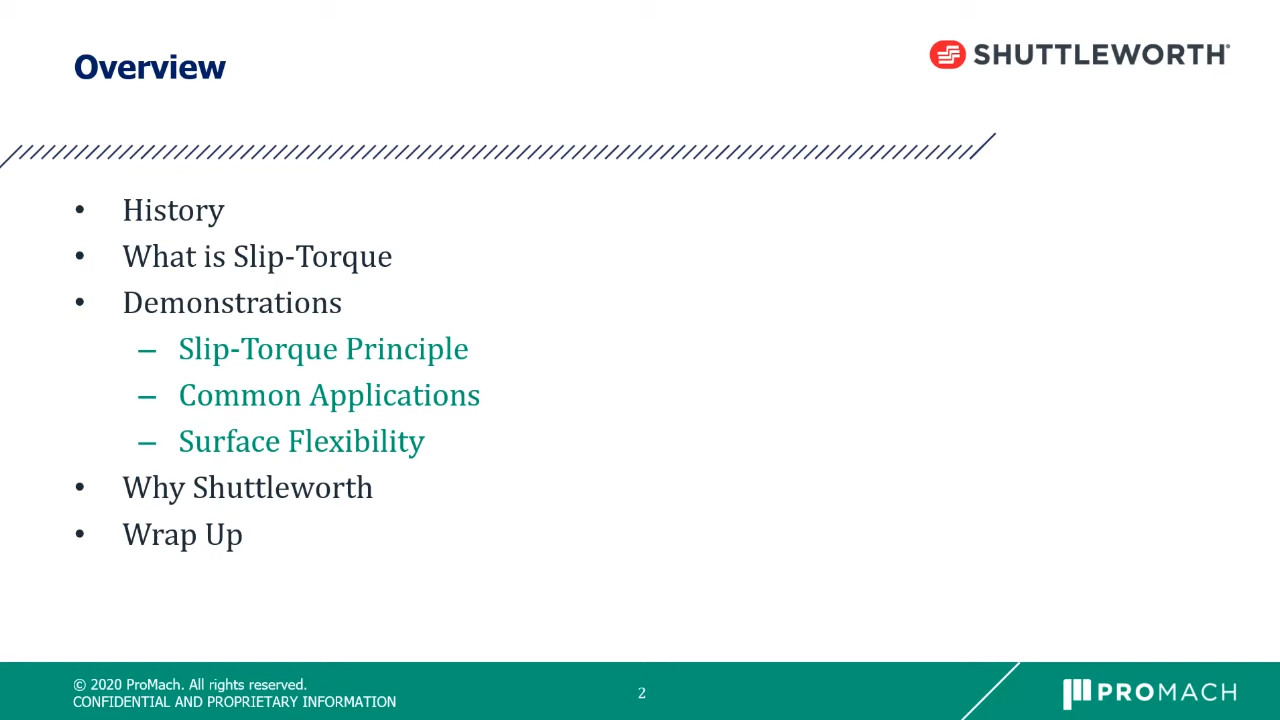 Overview
SHUTTLEWORTH®
• History
• What is Slip-Torque
• Demonstrations
– Slip-Torque Principle
– Common Applications
– Surface Flexibility
• Why Shuttleworth
• Wrap Up
© 2020 ProMach. All rights reserved.
CONFIDENTIAL AND PROPRIETARY INFORMATION
2
PROMACH